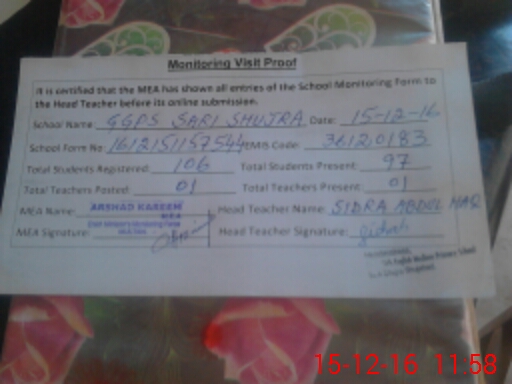 Monitoring Visit Proof
It is certified that the MEA has shown all entries of the School Monitoring Form to
the Head Teacher before its online submission.
School Name: GGPS SARI SHUJRA Date: 15-12-16
School Form No 1612151157544 EMIS Code: 36120183
Total Students Registered: 106 Total Students Present: 97
Total Teachers Posted: 01 Total Teachers Present: 01
MEA Name: ARSHAD KAREEM Head Teacher Name: SIDRA ABDUL HAQ
M.E.A
MEA Signature: Head Teacher Signature: Sidrah
15-12-16 11:58